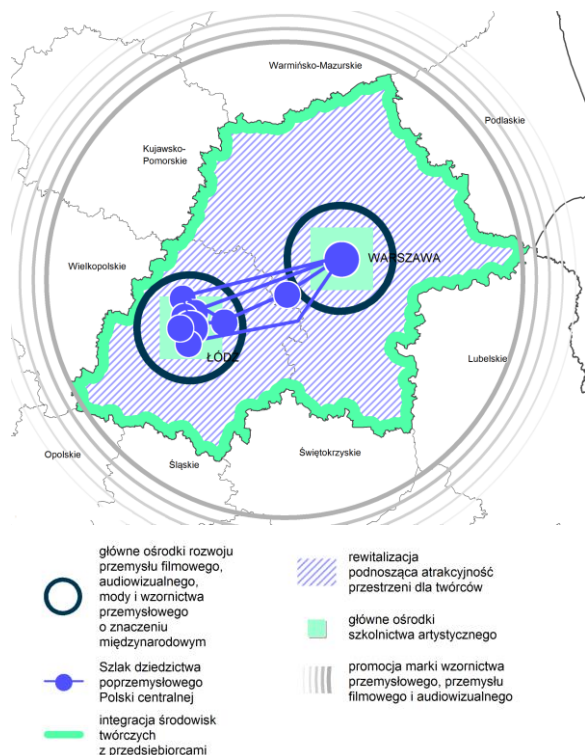 Warmińsko-Mazurskie
Podlaskie
Kujawsko-
Pomorskie
Wielkopolskie
WARSZAWA
ŁÓDŹ
Lubelskie
Opolskie
Śląskie
Świętokrzyskie
główne ośrodki rozwoju
przemysłu filmowego,
audiowizualnego,
mody i wzornictwa
przemysłowego
o znaczeniu
międzynarodowym
Szlak dziedzictwa
poprzemysłowego
Polski centralnej
integracja środowisk
twórczych
z przedsiębiorcami
rewitalizacja
podnosząca atrakcyjność
przestrzeni dla twórców
główne ośrodki
szkolnictwa artystycznego
promocja marki wzornictwa
przemysłowego, przemysłu
filmowego i audiowizualnego